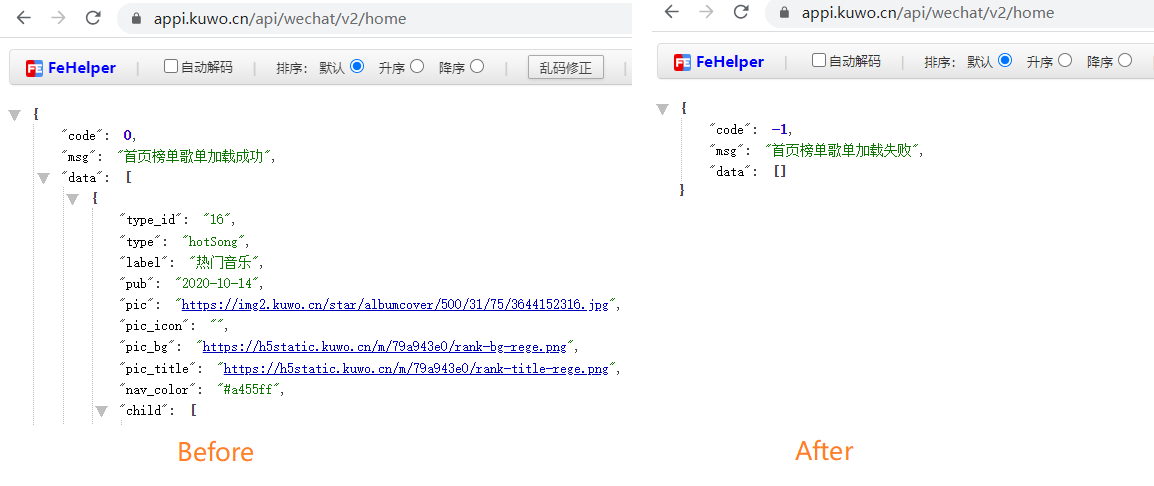 appi.kuwo.cn/api/wechat/v2/home
FE FeHelper | 自动解码 | 排序: 默认 升序 降序 | 乱码修正 |
{
"code": 0,
"msg": "首页榜单歌单加载成功",
"data": [
{
"type_id": "16",
"type": "hotSong",
"label": "热门音乐",
"pub": "2020-10-14",
"pic": "https://img2.kuwo.cn/star/albumcover/500/31/75/3644152316.jpg",
"pic_icon": "",
"pic_bg": "https://h5static.kuwo.cn/m/79a943e0/rank-bg-rege.png",
"pic_title": "https://h5static.kuwo.cn/m/79a943e0/rank-title-rege.png",
"nav_color": "#a455ff",
"child": [
Before
appi.kuwo.cn/api/wechat/v2/home
FE FeHelper | 自动解码 | 排序: 默认 升序 降序 |
{
"code": -1,
"msg": "首页榜单歌单加载失败",
"data": []
}
After